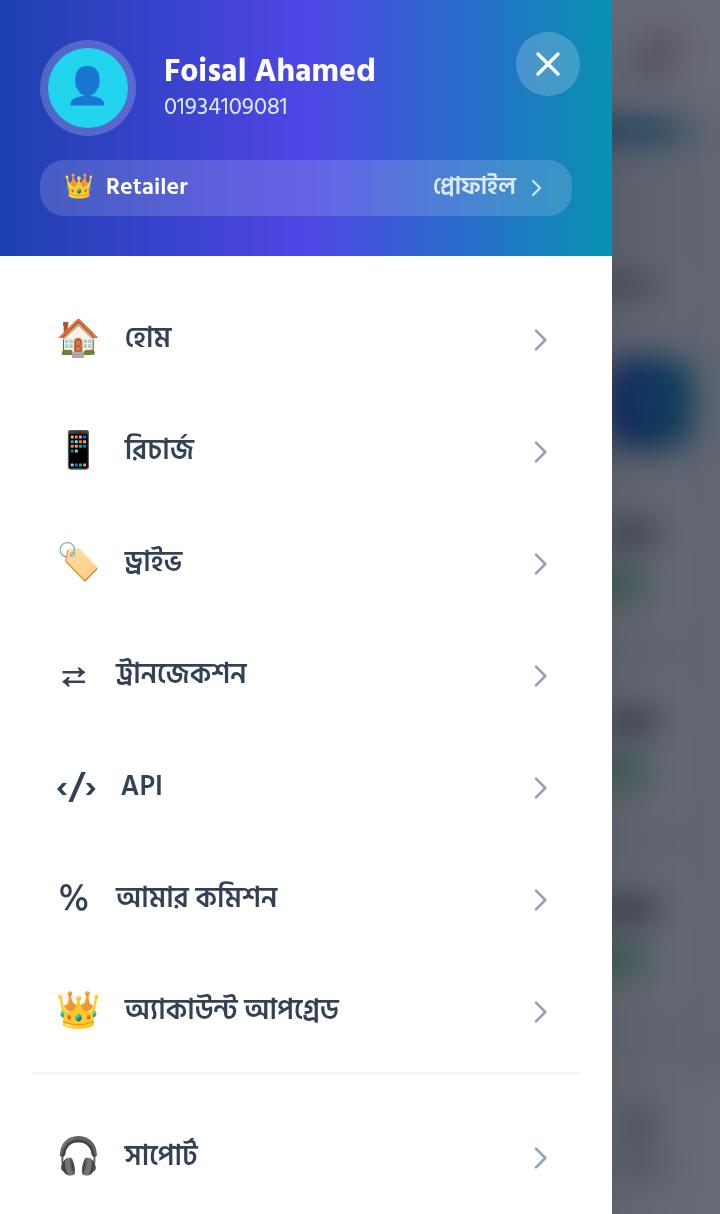 Foisal Ahamed
01934109081
Retailer
প্রোফাইল
হোম
রিচার্জ
ড্রাইভ
ট্রানজেকশন
API
% আমার কমিশন
অ্যাকাউন্ট আপগ্রেড
সাপোর্ট